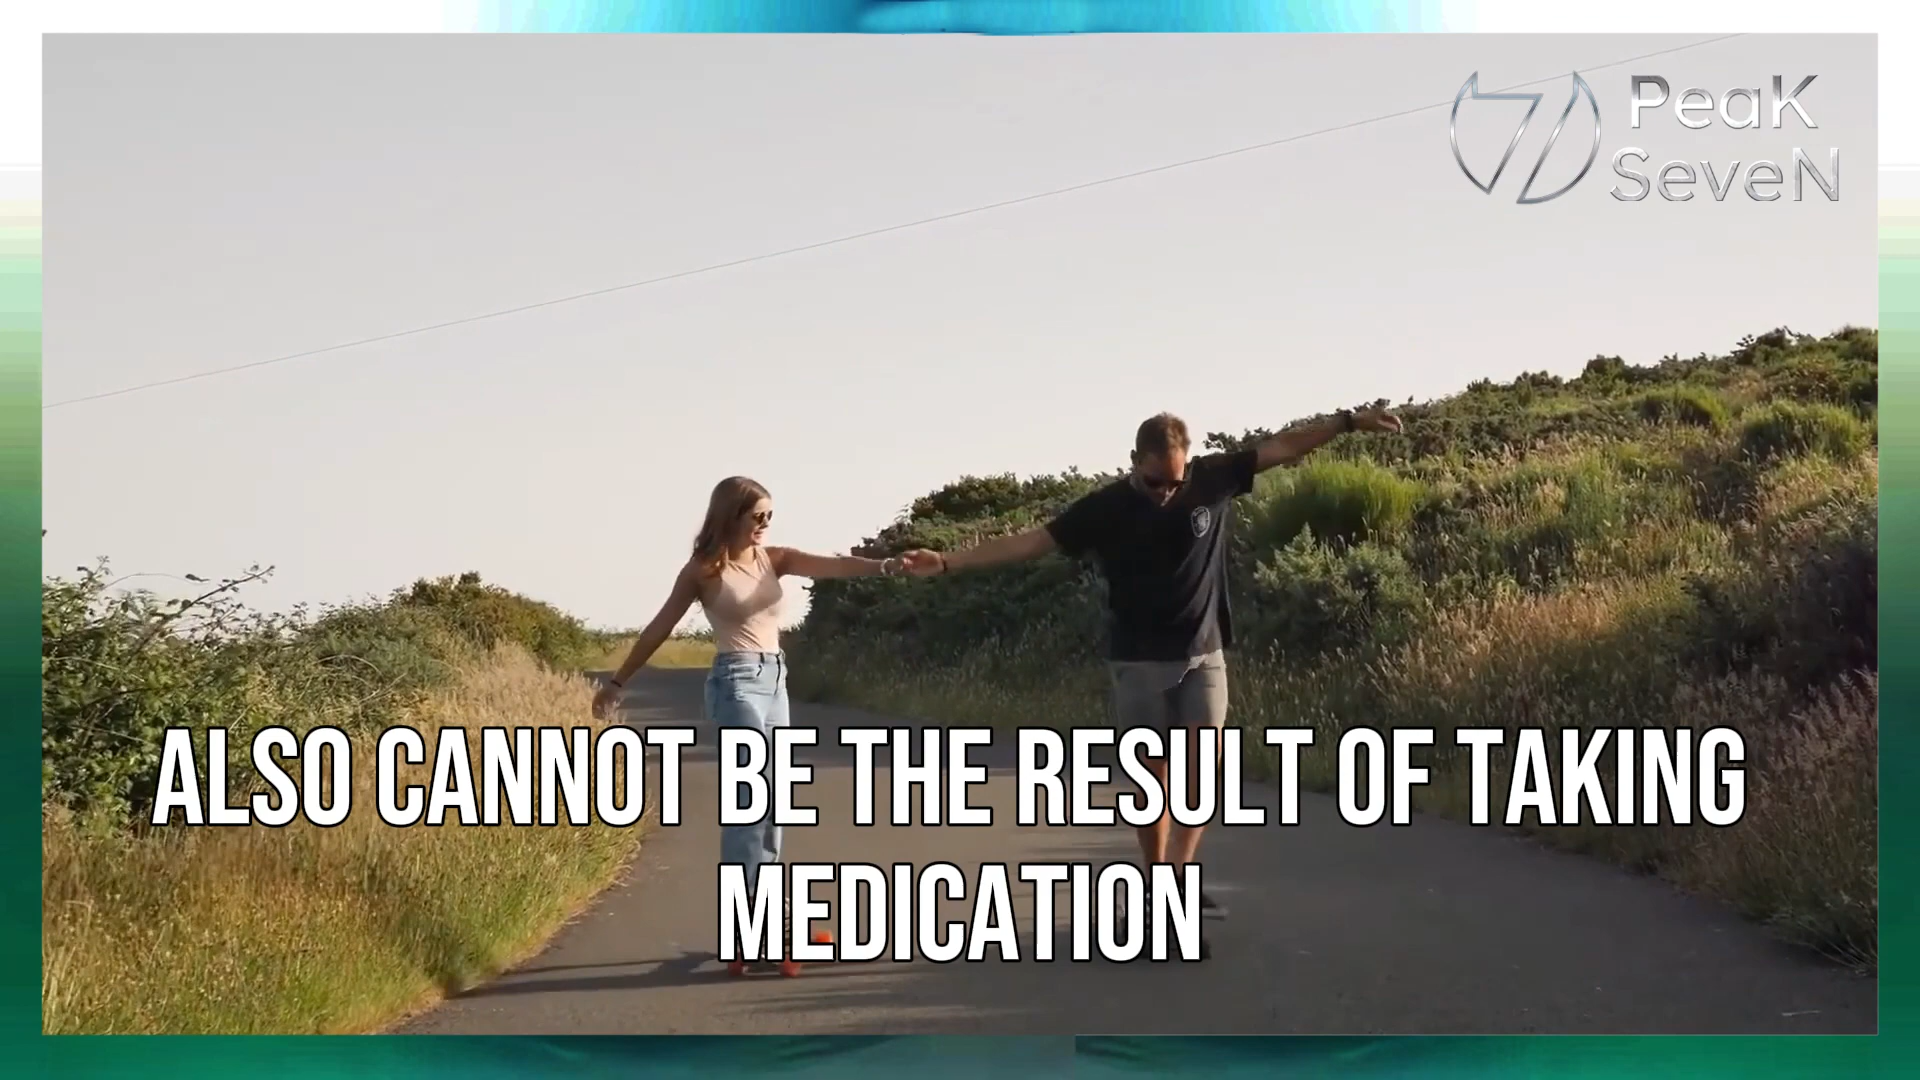 PeaK
SeveN
ALSO CANNOT BE THE RESULT OF TAKING
MEDICATION